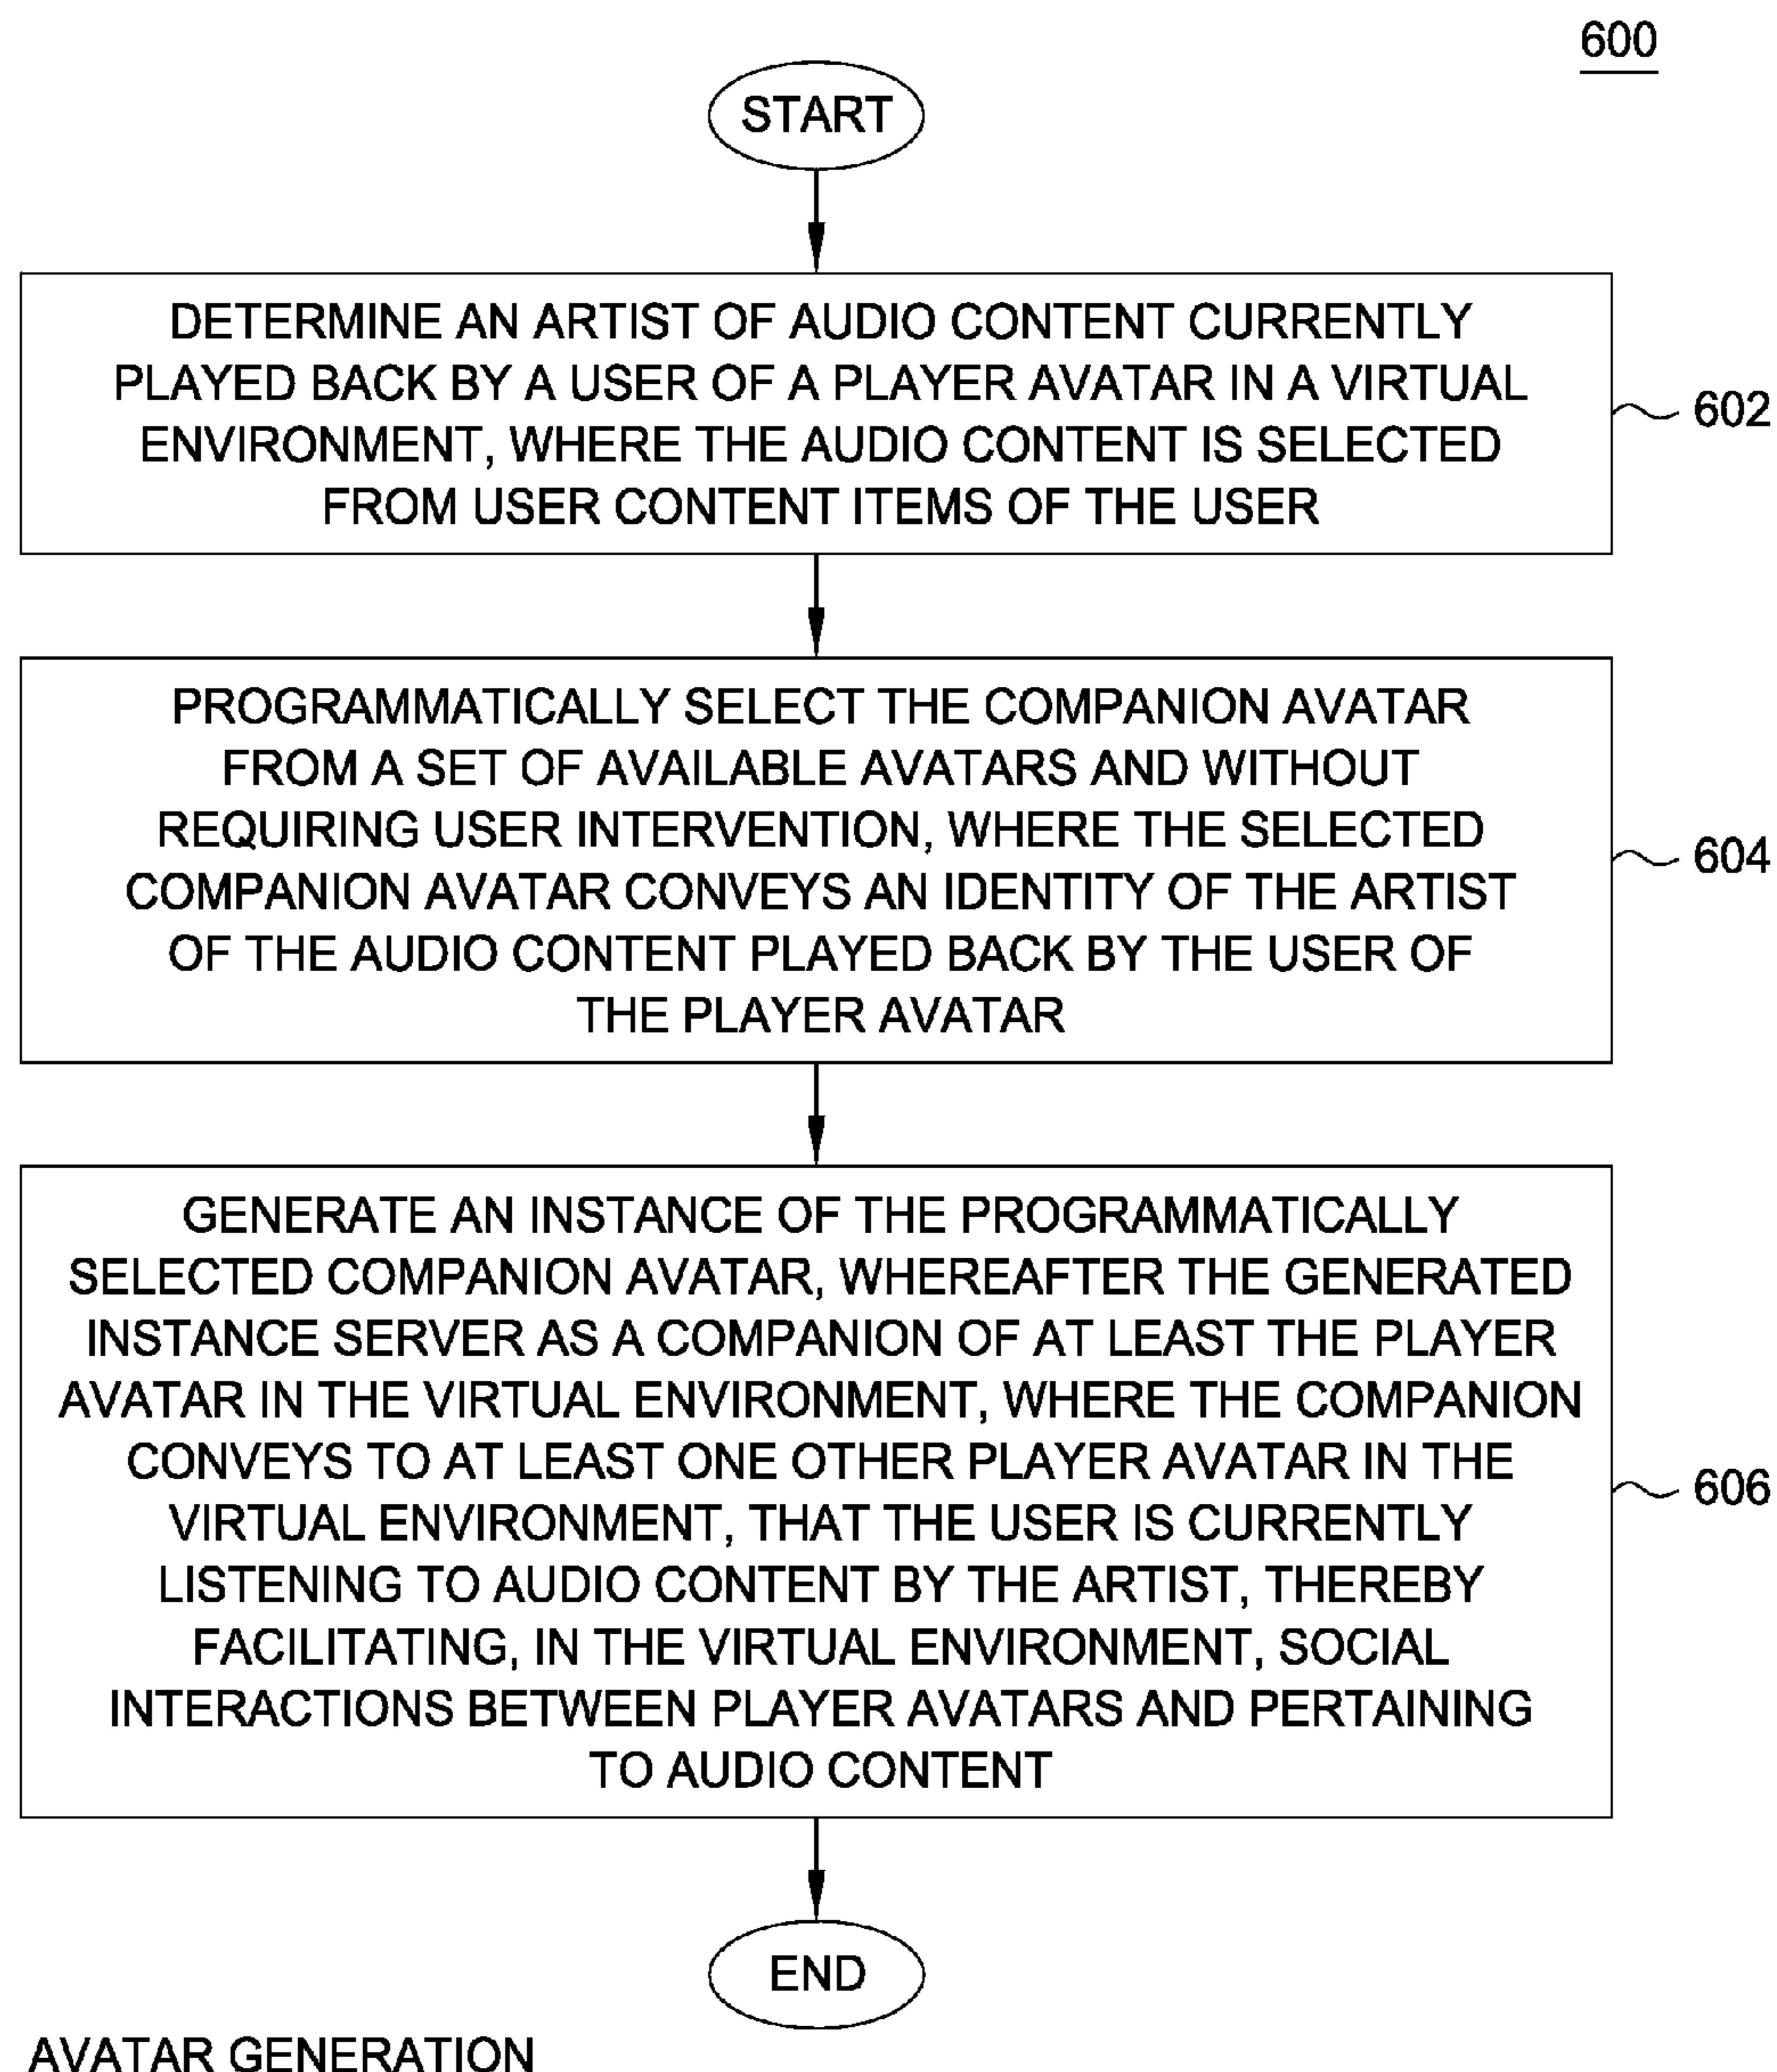 600
START
DETERMINE AN ARTIST OF AUDIO CONTENT CURRENTLY
PLAYED BACK BY A USER OF A PLAYER AVATAR IN A VIRTUAL
ENVIRONMENT, WHERE THE AUDIO CONTENT IS SELECTED
FROM USER CONTENT ITEMS OF THE USER
602
PROGRAMMATICALLY SELECT THE COMPANION AVATAR
FROM A SET OF AVAILABLE AVATARS AND WITHOUT
REQUIRING USER INTERVENTION, WHERE THE SELECTED
COMPANION AVATAR CONVEYS AN IDENTITY OF THE ARTIST
OF THE AUDIO CONTENT PLAYED BACK BY THE USER OF
THE PLAYER AVATAR
604
GENERATE AN INSTANCE OF THE PROGRAMMATICALLY
SELECTED COMPANION AVATAR, WHEREAFTER THE GENERATED
INSTANCE SERVER AS A COMPANION OF AT LEAST THE PLAYER
AVATAR IN THE VIRTUAL ENVIRONMENT, WHERE THE COMPANION
CONVEYS TO AT LEAST ONE OTHER PLAYER AVATAR IN THE
VIRTUAL ENVIRONMENT, THAT THE USER IS CURRENTLY
LISTENING TO AUDIO CONTENT BY THE ARTIST, THEREBY
FACILITATING, IN THE VIRTUAL ENVIRONMENT, SOCIAL
INTERACTIONS BETWEEN PLAYER AVATARS AND PERTAINING
TO AUDIO CONTENT
606
END
AVATAR GENERATION